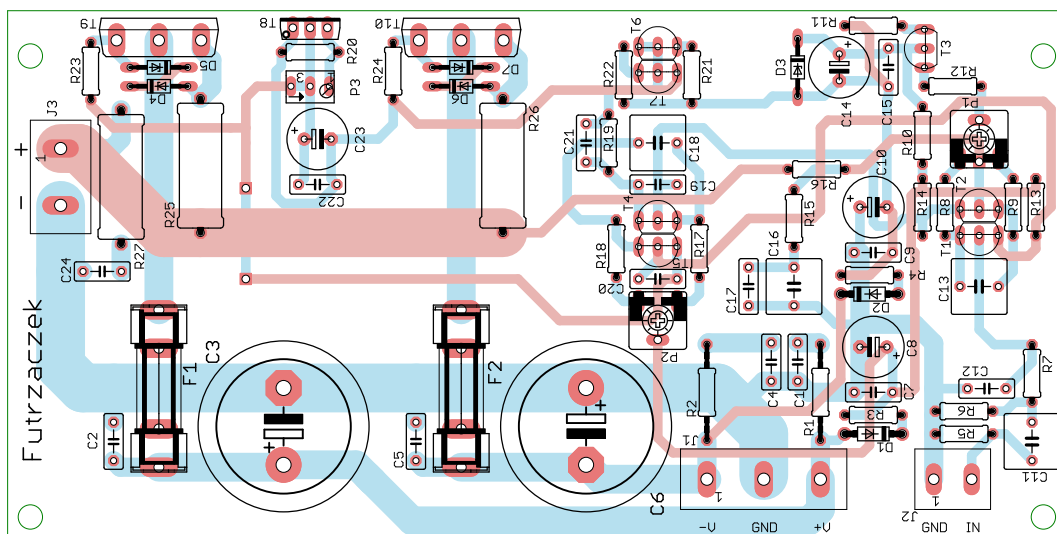 T9
T8
T10
T6
R11
T3
R23
D5
D4
R20
P3
3
R24
D7
D6
R22
R21
T7
D3
C14
C15
R12
P1
J3
+
1
-
R25
R27
C24
C22
C23
R26
C21
R19
C18
C19
R16
R15
C10
R10
T2
R14
R8
R9
R13
T1
T4
R18
R17
T5
C20
C16
C17
C9
R4
D2
C13
P2
Futrzaczek
C2
F1
C3
C5
F2
C6
R2
C4
C1
R1
C8
C7
R3
D1
C12
R7
R6
R5
C11
J1
1
-V
GND
+V
J2
1
GND
IN